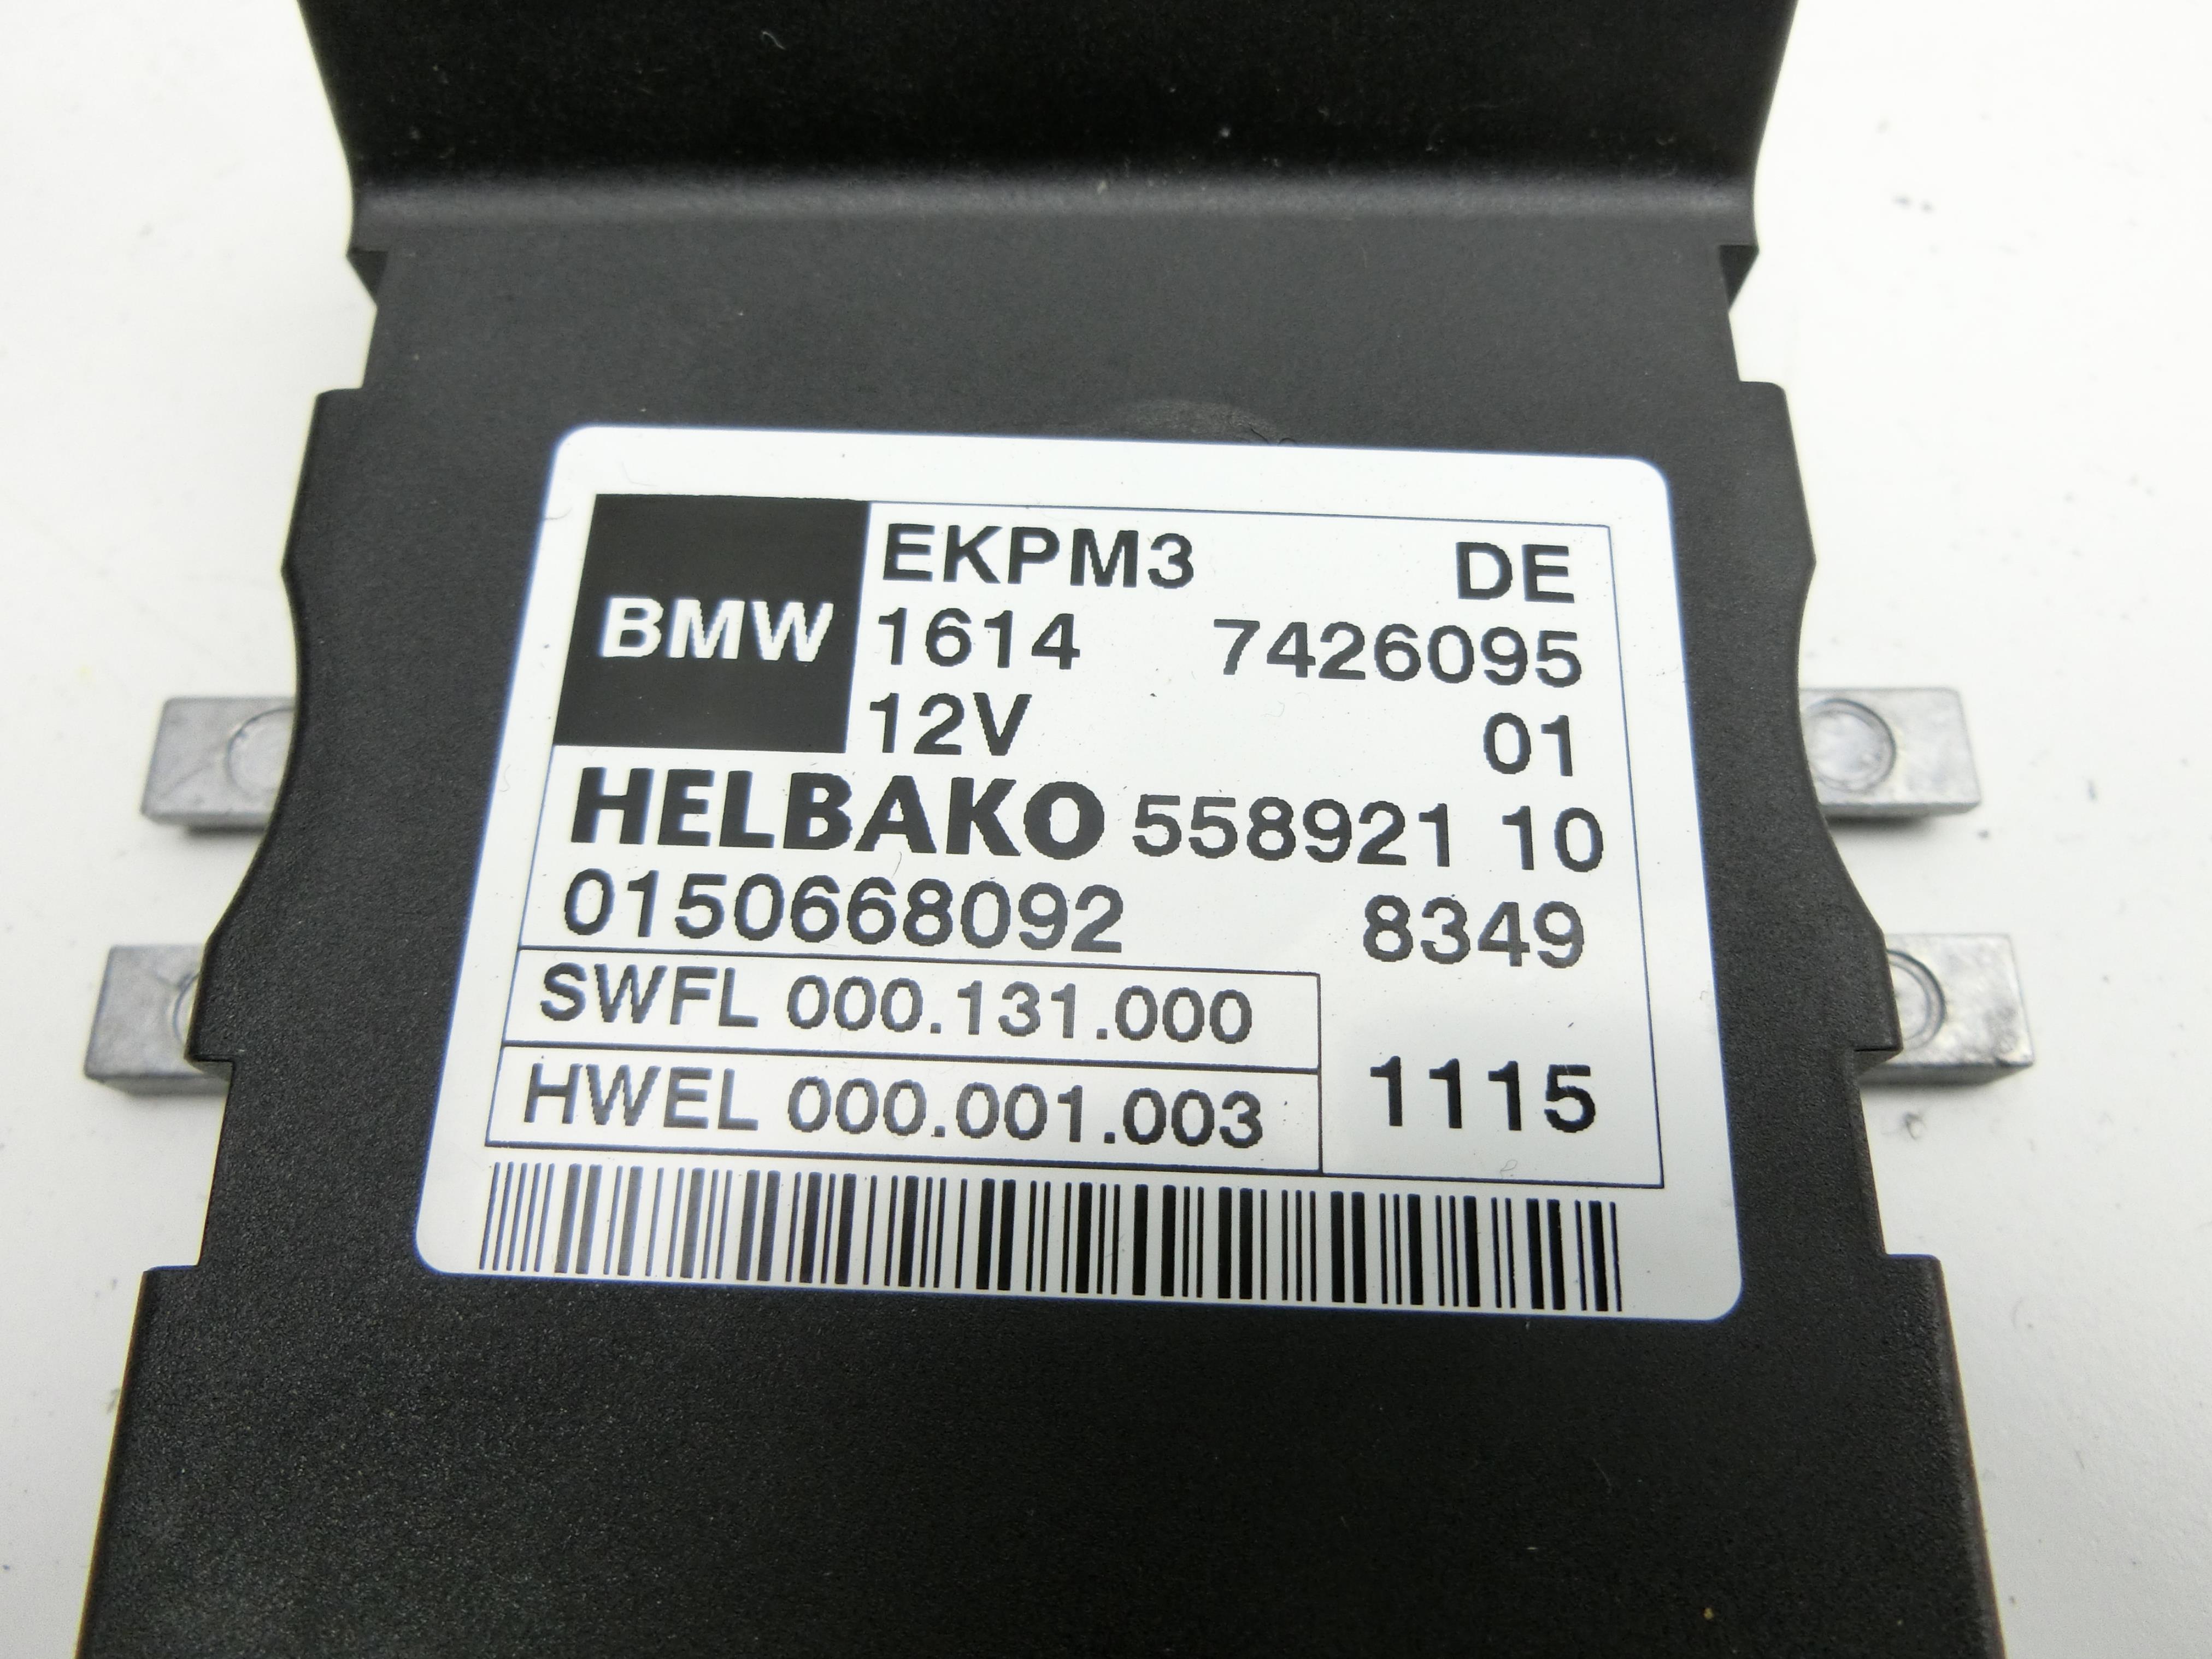 BMW
EKPM3 DE
1614 7426095
12V 01
HELBAKO 558921 10
0150668092 8349
SWFL 000.131.000
HWEL 000.001.003
1115